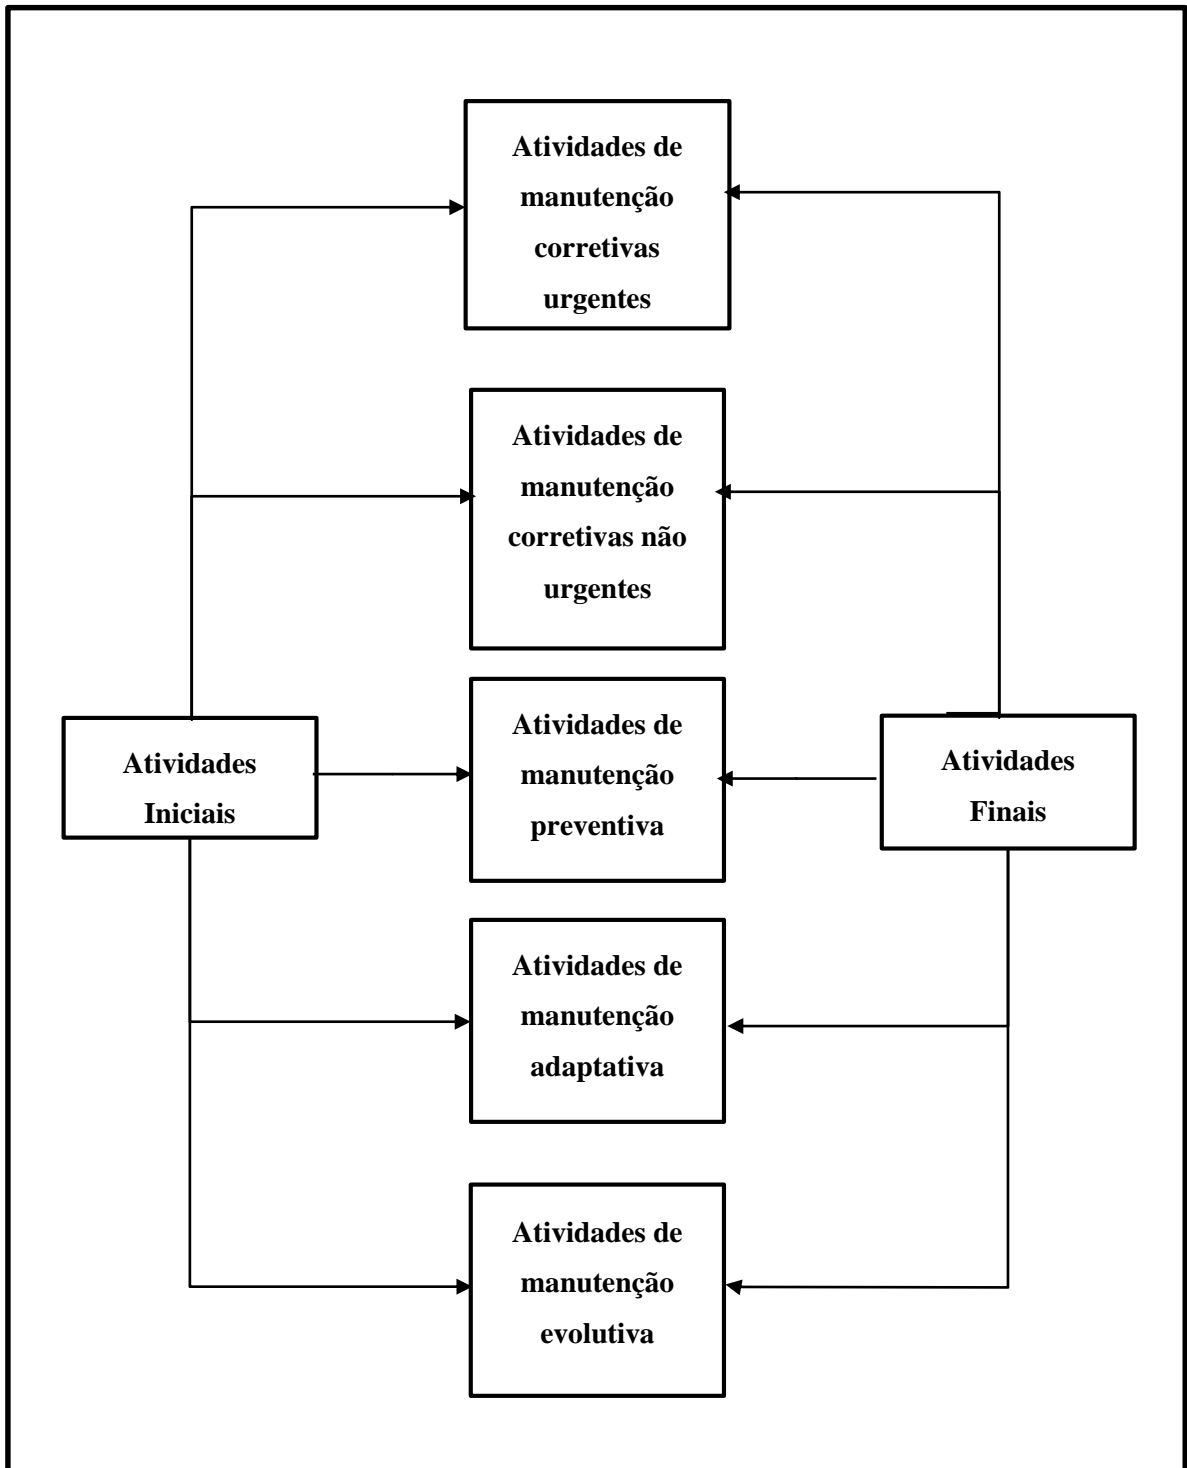 Atividades de
manutenção
corretivas
urgentes
Atividades de
manutenção
corretivas não
urgentes
Atividades
Iniciais
Atividades de
manutenção
preventiva
Atividades
Finais
Atividades de
manutenção
adaptativa
Atividades de
manutenção
evolutiva